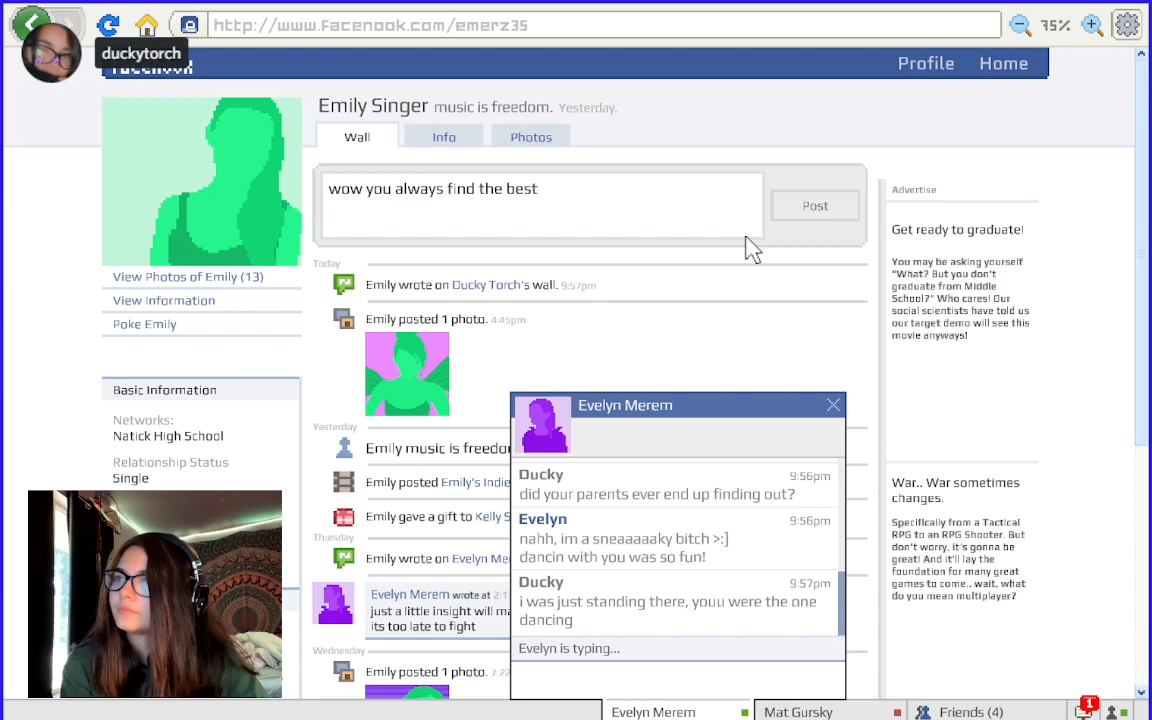 http://www.Facenook.com/emerz35
75%
duckytorch
Profile
Home
Emily Singer music is freedom. Yesterday.
Wall
Info
Photos
wow you always find the best
Post
View Photos of Emily (13)
View Information
Poke Emily
Basic Information
Networks:
Natick High School
Relationship Status
Single
Today
Emily wrote on Ducky Torch's wall. 9:57pm
Emily posted 1 photo. 4:45pm
Yesterday
Emily music is freedo
Emily posted Emily's Indie
Emily gave a gift to Kelly S
Thursday
Emily wrote on Evelyn Me
Evelyn Merem wrote at 2:1
just a little insight will ma
its too late to fight
Wednesday
Emily posted 1 photo. 7:22
Evelyn Merem
Ducky 9:56pm
did your parents ever end up finding out?
Evelyn 9:56pm
nahh, im a sneaaaaaky bitch >:]
dancin with you was so fun!
Ducky 9:57pm
i was just standing there, youu were the one
dancing
Evelyn is typing...
Advertise
Get ready to graduate!
You may be asking yourself
"What? But you don't
graduate from Middle
School?" Who cares! Our
social scientists have told us
our target demo will see this
movie anyways!
War.. War sometimes
changes.
Specifically from a Tactical
RPG to an RPG Shooter. But
don't worry, it's gonna be
great! And it'll lay the
foundation for many great
games to come.. wait, what
do you mean multiplayer?
Evelyn Merem
Mat Gursky
Friends (4)
1